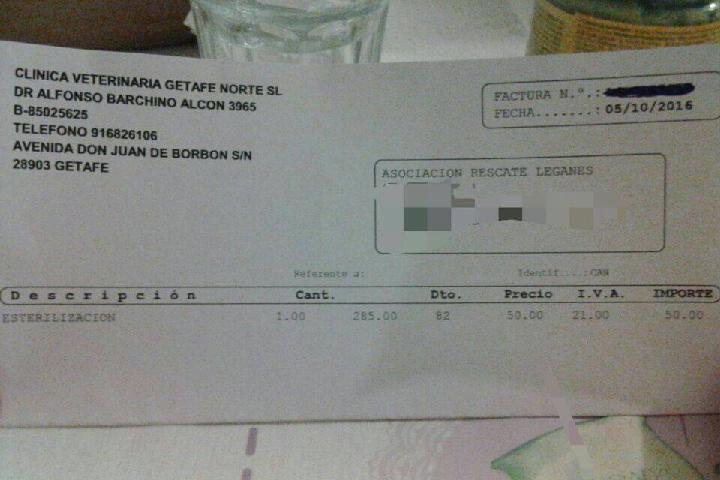 CLINICA VETERINARIA GETAFE NORTE SL
DR ALFONSO BARCHINO ALCON 3965
B-85025625
TELEFONO 916826106
AVENIDA DON JUAN DE BORBON S/N
28903 GETAFE
FACTURA N.º.:
FECHA.......: 05/10/2016
ASOCIACION RESCATE LEGANES
Referente a: Identif....: CAN
Descripción Cant. Dto. Precio I.V.A. IMPORTE
ESTERILIZACION 1.00 285.00 82 50.00 21.00 50.00